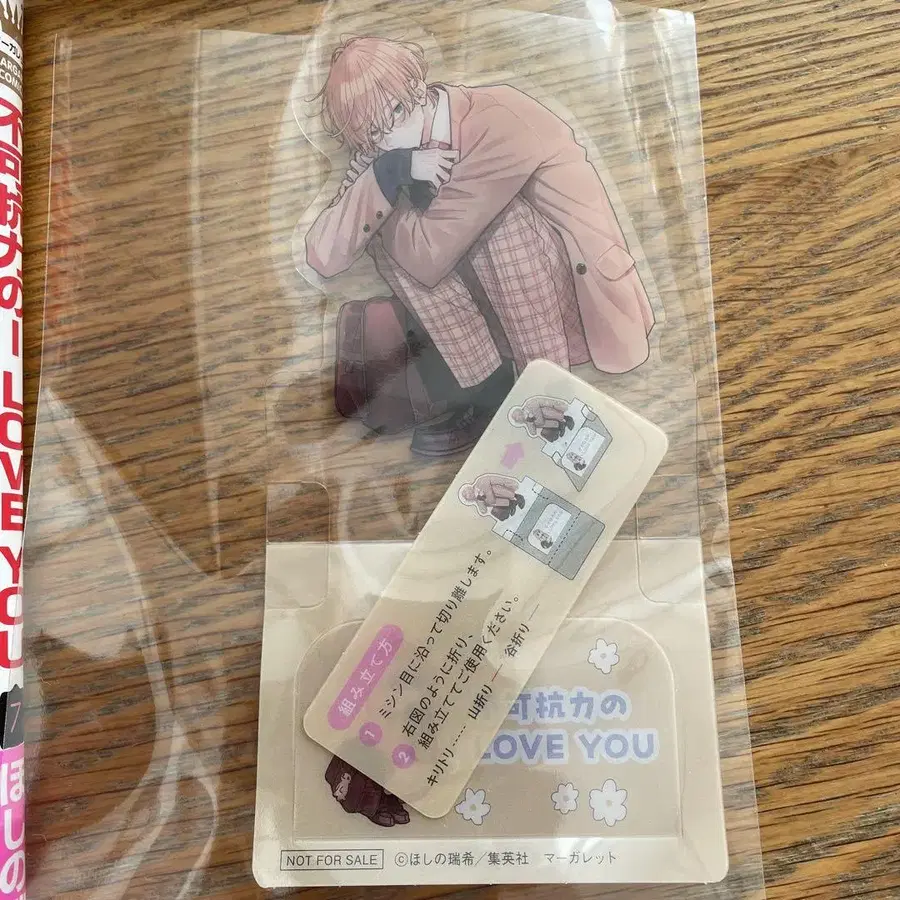 不可抗力のI LOVE YOU
7
ほしの
組み立て方
1 ミシン目に沿って切り離します。
2 右図のように折り、
組み立ててご使用ください。
キリトリ…… 山折り — 谷折り —
可抗力の
LOVE YOU
NOT FOR SALE ©ほしの瑞希／集英社 マーガレット